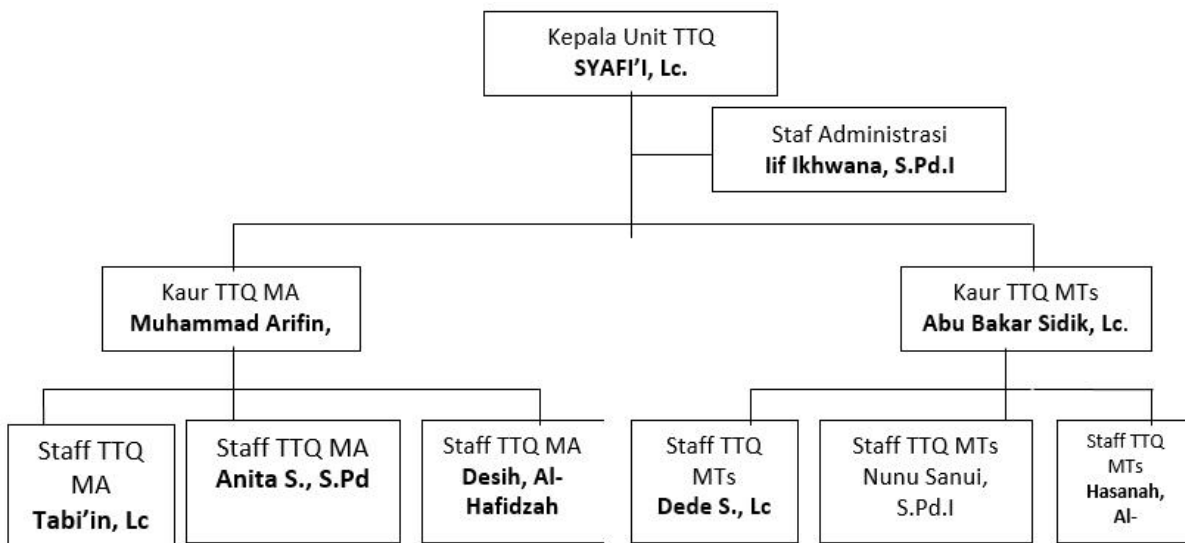 Kepala Unit TTQ
SYAFI’I, Lc.
Staf Administrasi
Iif Ikhwana, S.Pd.I
Kaur TTQ MA
Muhammad Arifin,
Kaur TTQ MTs
Abu Bakar Sidik, Lc.
Staff TTQ
MA
Tabi’in, Lc
Staff TTQ MA
Anita S., S.Pd
Staff TTQ MA
Desih, Al-
Hafidzah
Staff TTQ
MTs
Dede S., Lc
Staff TTQ MTs
Nunu Sanui,
S.Pd.I
Staff TTQ
MTs
Hasanah,
Al-